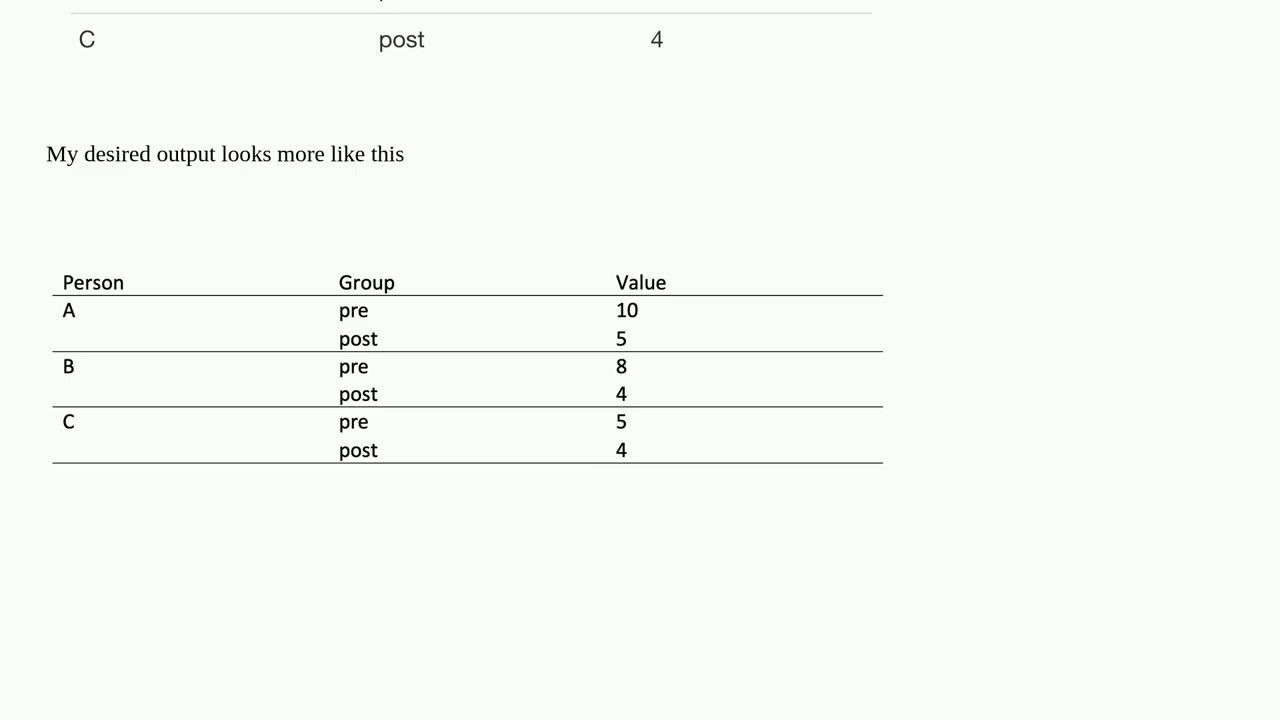 C post 4
My desired output looks more like this
Person Group Value
A pre 10
post 5
B pre 8
post 4
C pre 5
post 4